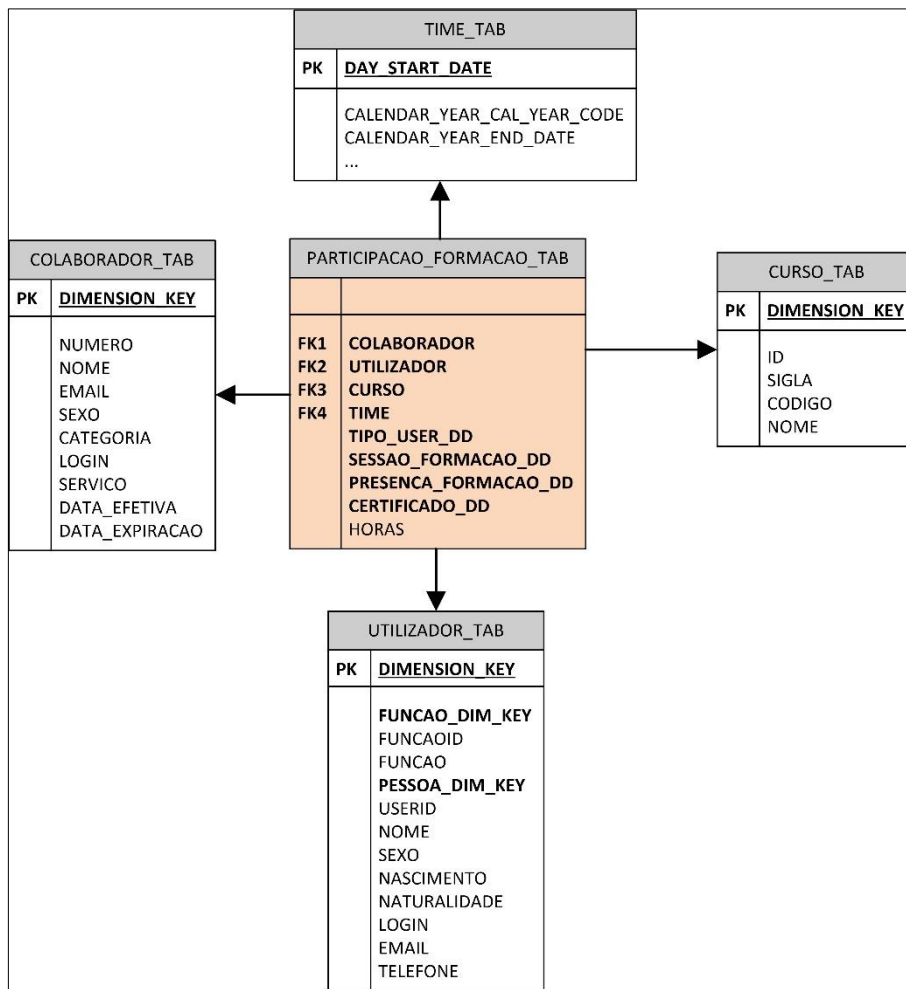 TIME_TAB
PK DAY_START_DATE
CALENDAR_YEAR_CAL_YEAR_CODE
CALENDAR_YEAR_END_DATE
...
COLABORADOR_TAB
PK DIMENSION_KEY
NUMERO
NOME
EMAIL
SEXO
CATEGORIA
LOGIN
SERVICO
DATA_EFETIVA
DATA_EXPIRACAO
PARTICIPACAO_FORMACAO_TAB
FK1 COLABORADOR
FK2 UTILIZADOR
FK3 CURSO
FK4 TIME
TIPO_USER_DD
SESSAO_FORMACAO_DD
PRESENCA_FORMACAO_DD
CERTIFICADO_DD
HORAS
CURSO_TAB
PK DIMENSION_KEY
ID
SIGLA
CODIGO
NOME
UTILIZADOR_TAB
PK DIMENSION_KEY
FUNCAO_DIM_KEY
FUNCAOID
FUNCAO
PESSOA_DIM_KEY
USERID
NOME
SEXO
NASCIMENTO
NATURALIDADE
LOGIN
EMAIL
TELEFONE